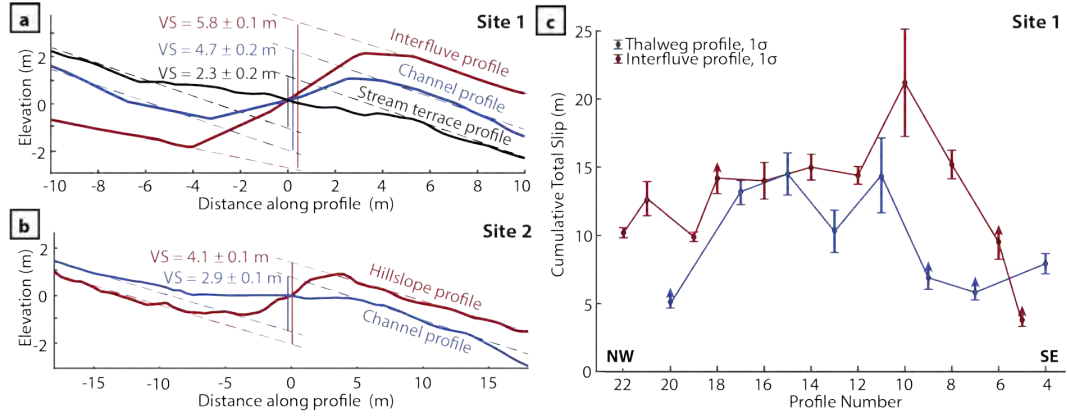 a
Site 1
VS = 5.8 ± 0.1 m
VS = 4.7 ± 0.2 m
VS = 2.3 ± 0.2 m
Interfluve profile
Channel profile
Stream terrace profile
Elevation (m)
2
0
-2
-10 -8 -6 -4 -2 0 2 4 6 8 10
Distance along profile (m)
b
Site 2
VS = 4.1 ± 0.1 m
VS = 2.9 ± 0.1 m
Hillslope profile
Channel profile
Elevation (m)
2
0
-2
-15 -10 -5 0 5 10 15
Distance along profile (m)
c
Site 1
Thalweg profile, 1σ
Interfluve profile, 1σ
Cumulative Total Slip (m)
25
20
15
10
5
0
NW
SE
22 20 18 16 14 12 10 8 6 4
Profile Number